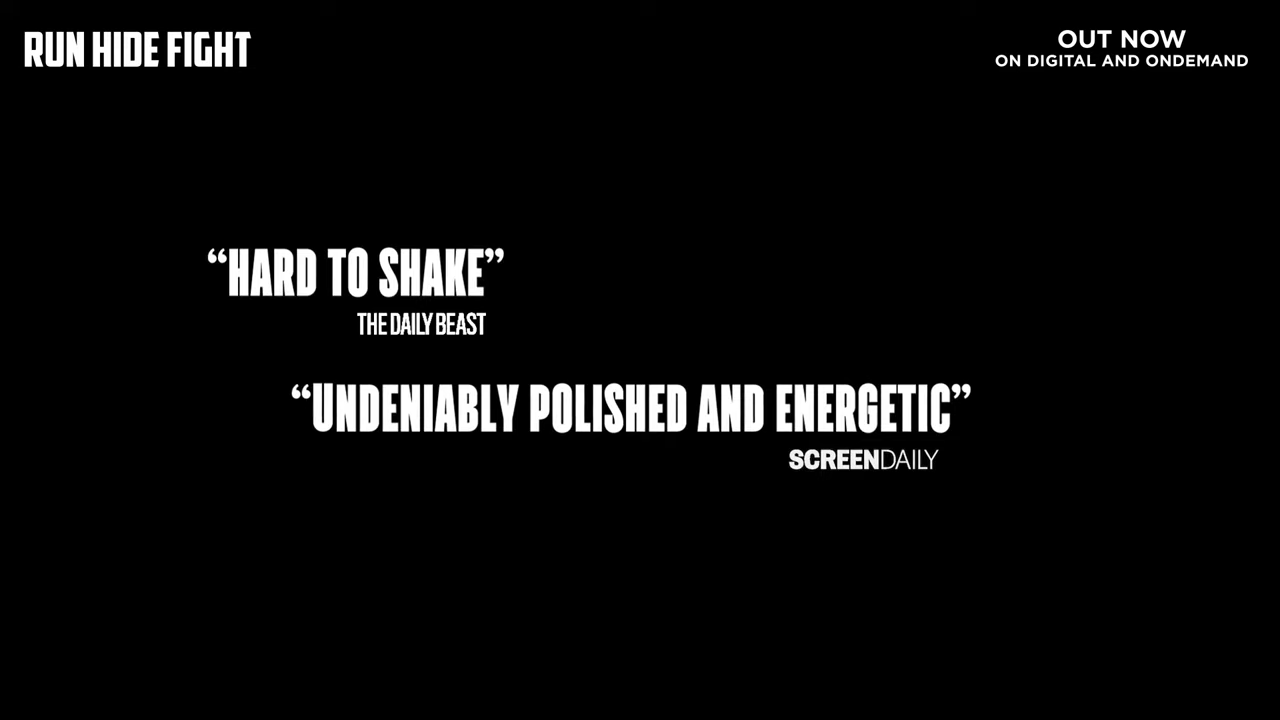 RUN HIDE FIGHT
OUT NOW
ON DIGITAL AND ONDEMAND
“HARD TO SHAKE”
THE DAILY BEAST
“UNDENIABLY POLISHED AND ENERGETIC”
SCREENDAILY